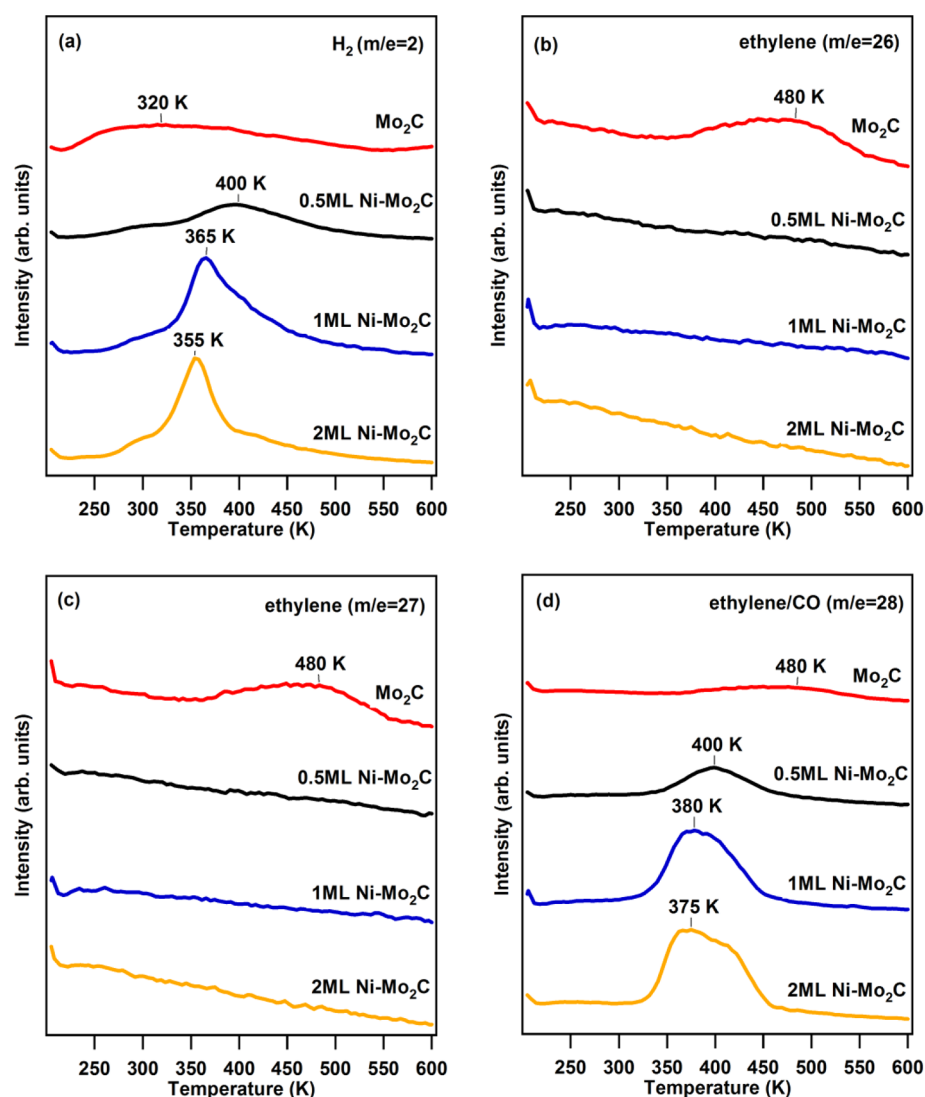 (a)
H2 (m/e=2)
320 K
Mo2C
400 K
0.5ML Ni-Mo2C
365 K
1ML Ni-Mo2C
355 K
2ML Ni-Mo2C
Intensity (arb. units)
250 300 350 400 450 500 550 600
Temperature (K)
(b)
ethylene (m/e=26)
480 K
Mo2C
0.5ML Ni-Mo2C
1ML Ni-Mo2C
2ML Ni-Mo2C
Intensity (arb. units)
250 300 350 400 450 500 550 600
Temperature (K)
(c)
ethylene (m/e=27)
480 K
Mo2C
0.5ML Ni-Mo2C
1ML Ni-Mo2C
2ML Ni-Mo2C
Intensity (arb. units)
250 300 350 400 450 500 550 600
Temperature (K)
(d)
ethylene/CO (m/e=28)
480 K
Mo2C
400 K
0.5ML Ni-Mo2C
380 K
1ML Ni-Mo2C
375 K
2ML Ni-Mo2C
Intensity (arb. units)
250 300 350 400 450 500 550 600
Temperature (K)